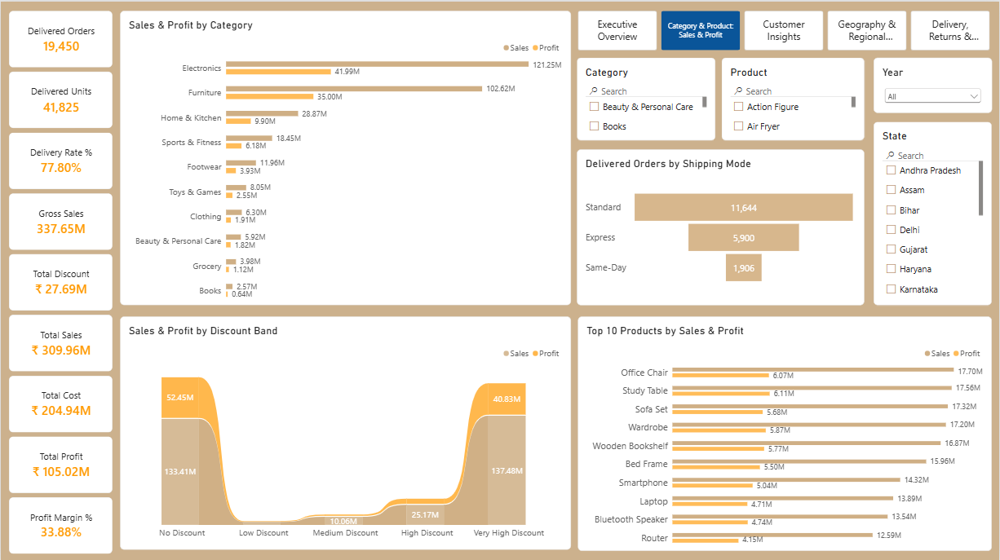 Delivered Orders
19,450
Delivered Units
41,825
Delivery Rate %
77.80%
Gross Sales
337.65M
Total Discount
₹ 27.69M
Total Sales
₹ 309.96M
Total Cost
₹ 204.94M
Total Profit
₹ 105.02M
Profit Margin %
33.88%
Sales & Profit by Category
Sales Profit
Electronics 121.25M
41.99M
Furniture 102.62M
35.00M
Home & Kitchen 28.87M
9.90M
Sports & Fitness 18.45M
6.18M
Footwear 11.96M
3.93M
Toys & Games 8.05M
2.55M
Clothing 6.30M
1.91M
Beauty & Personal Care 5.92M
1.82M
Grocery 3.98M
1.12M
Books 2.57M
0.64M
Executive
Overview
Category & Product:
Sales & Profit
Customer
Insights
Geography &
Regional...
Delivery,
Returns &...
Category
Search
Beauty & Personal Care
Books
Product
Search
Action Figure
Air Fryer
Year
All
State
Search
Andhra Pradesh
Assam
Bihar
Delhi
Gujarat
Haryana
Karnataka
Delivered Orders by Shipping Mode
Standard 11,644
Express 5,900
Same-Day 1,906
Sales & Profit by Discount Band
Sales Profit
52.45M 40.83M
133.41M 10.06M 25.17M 137.48M
No Discount Low Discount Medium Discount High Discount Very High Discount
Top 10 Products by Sales & Profit
Sales Profit
Office Chair 17.70M
6.07M
Study Table 17.56M
6.11M
Sofa Set 17.32M
5.68M
Wardrobe 17.20M
5.87M
Wooden Bookshelf 16.87M
5.77M
Bed Frame 15.96M
5.50M
Smartphone 14.32M
5.04M
Laptop 13.89M
4.71M
Bluetooth Speaker 13.54M
4.74M
Router 12.59M
4.15M